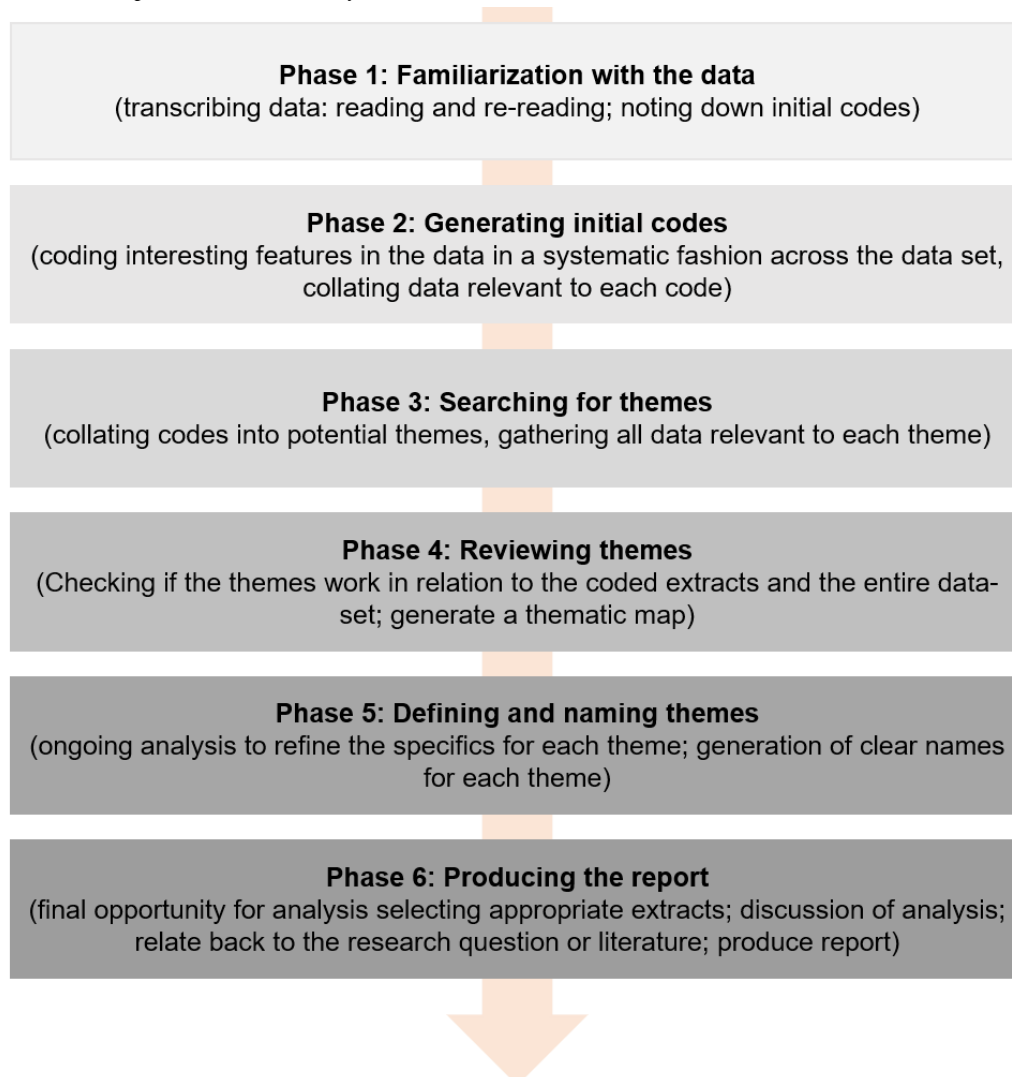 Phase 1: Familiarization with the data
(transcribing data: reading and re-reading; noting down initial codes)
Phase 2: Generating initial codes
(coding interesting features in the data in a systematic fashion across the data set,
collating data relevant to each code)
Phase 3: Searching for themes
(collating codes into potential themes, gathering all data relevant to each theme)
Phase 4: Reviewing themes
(Checking if the themes work in relation to the coded extracts and the entire data-
set; generate a thematic map)
Phase 5: Defining and naming themes
(ongoing analysis to refine the specifics for each theme; generation of clear names
for each theme)
Phase 6: Producing the report
(final opportunity for analysis selecting appropriate extracts; discussion of analysis;
relate back to the research question or literature; produce report)